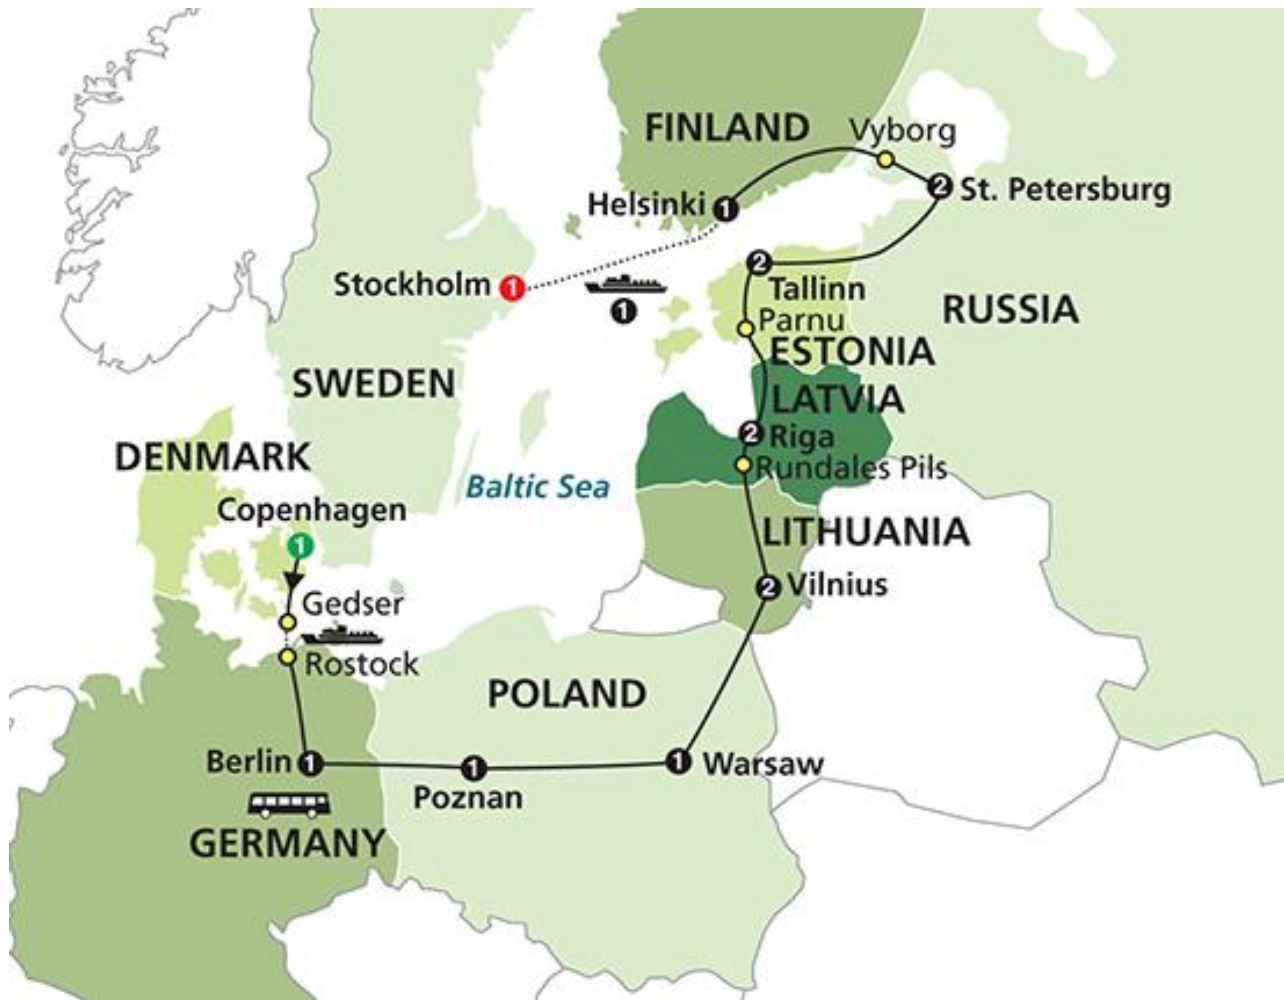 FINLAND
Vyborg
Helsinki 1
2 St. Petersburg
Stockholm 1
1
2
Tallinn
Parnu
RUSSIA
ESTONIA
SWEDEN
LATVIA
2 Riga
DENMARK
Rundales Pils
Baltic Sea
Copenhagen
1
LITHUANIA
2 Vilnius
Gedser
Rostock
POLAND
Berlin 1
1
Poznan
1 Warsaw
GERMANY